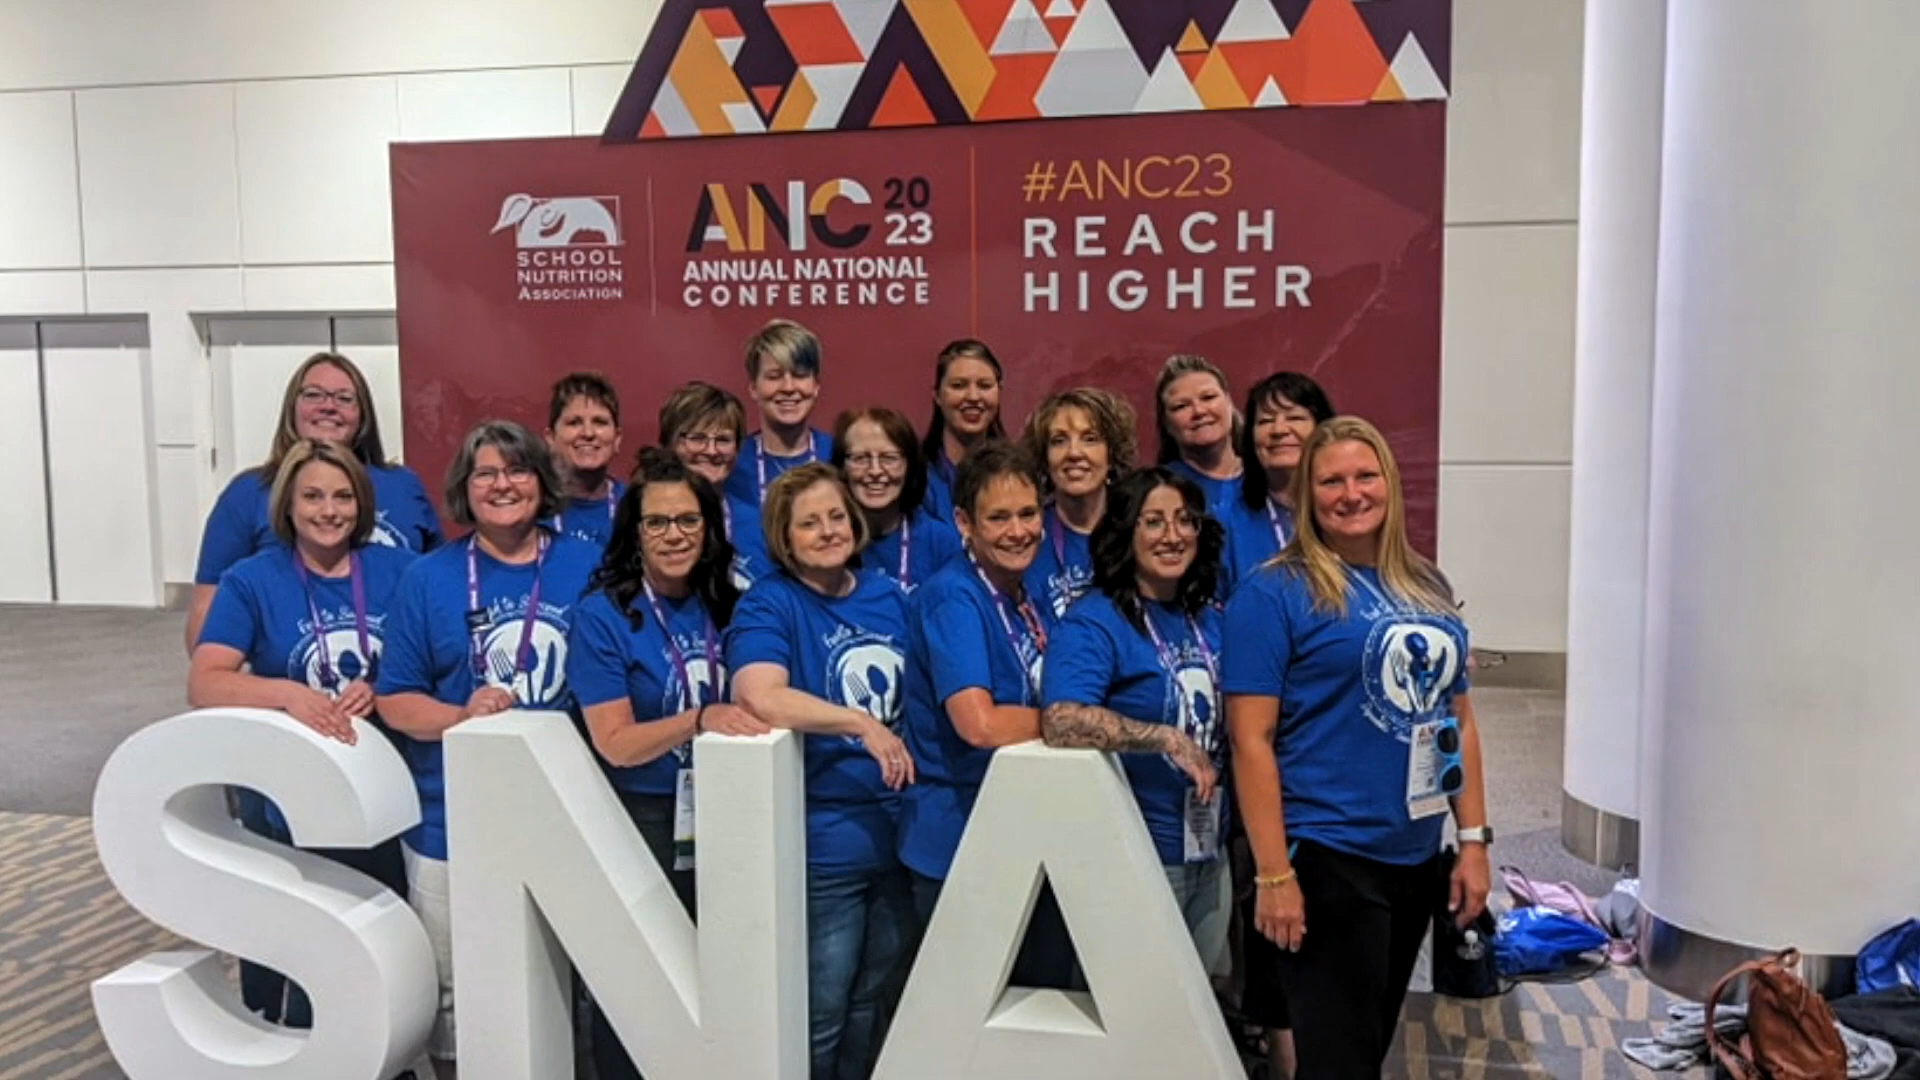 SCHOOL
NUTRITION
ASSOCIATION
ANC 20
23
ANNUAL NATIONAL
CONFERENCE
#ANC23
REACH
HIGHER
SNA